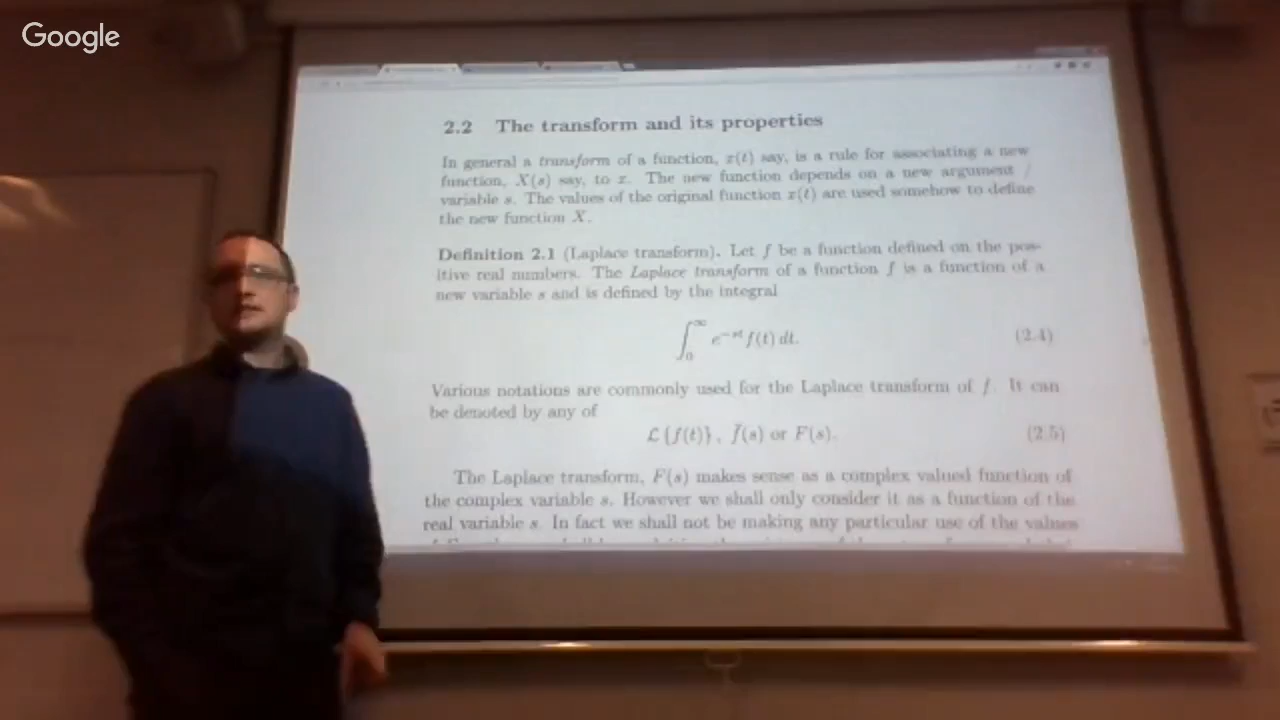 Google
2.2 The transform and its properties
In general a transform of a function, x(t) say, is a rule for associating a new
function, X(s) say, to x. The new function depends on a new argument /
variable s. The values of the original function x(t) are used somehow to define
the new function X.
Definition 2.1 (Laplace transform). Let f be a function defined on the pos-
itive real numbers. The Laplace transform of a function f is a function of a
new variable s and is defined by the integral
∫₀^∞ e^{-st} f(t) dt. (2.4)
Various notations are commonly used for the Laplace transform of f. It can
be denoted by any of
ℒ{f(t)}, f̄(s) or F(s). (2.5)
The Laplace transform, F(s) makes sense as a complex valued function of
the complex variable s. However we shall only consider it as a function of the
real variable s. In fact we shall not be making any particular use of the values